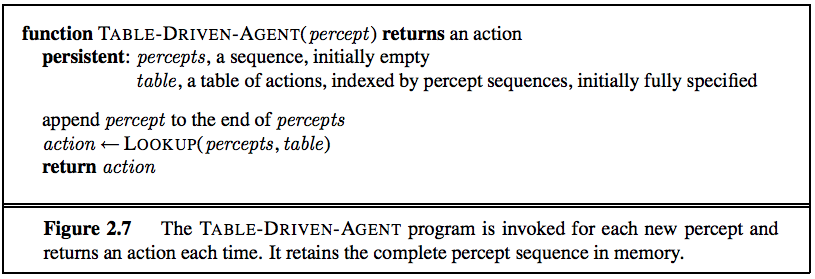 function TABLE-DRIVEN-AGENT(percept) returns an action
persistent: percepts, a sequence, initially empty
table, a table of actions, indexed by percept sequences, initially fully specified
append percept to the end of percepts
action ← LOOKUP(percepts, table)
return action
Figure 2.7 The TABLE-DRIVEN-AGENT program is invoked for each new percept and
returns an action each time. It retains the complete percept sequence in memory.